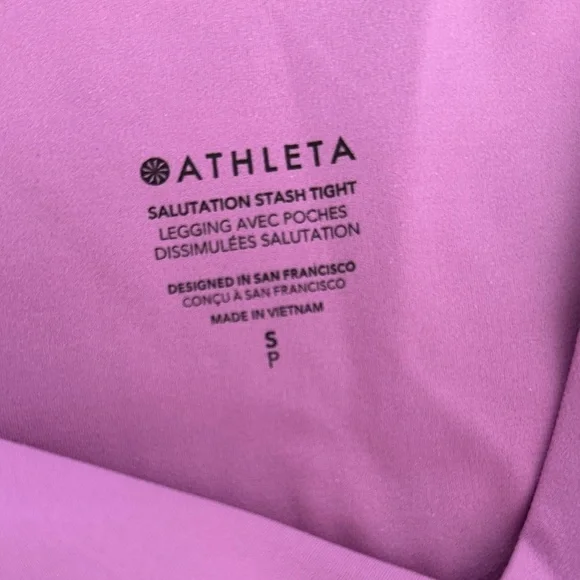 ATHLETA
SALUTATION STASH TIGHT
LEGGING AVEC POCHES
DISSIMULÉES SALUTATION
DESIGNED IN SAN FRANCISCO
CONÇU À SAN FRANCISCO
MADE IN VIETNAM
S
P